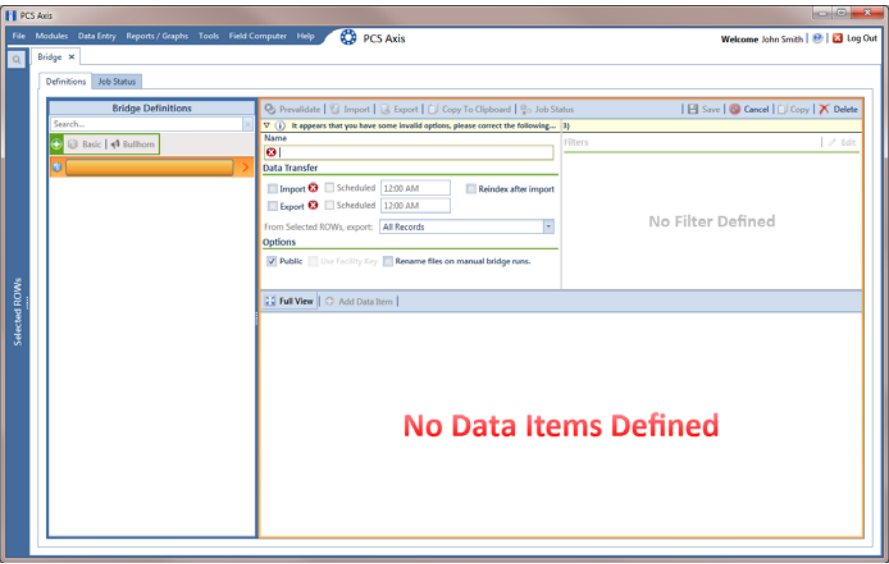 PCS Axis
File Modules Data Entry Reports / Graphs Tools Field Computer Help PCS Axis Welcome John Smith Log Out
Bridge
Definitions Job Status
Bridge Definitions
Search...
Basic Bullhorn
Selected ROWs
Prevalidate Import Export Copy To Clipboard Job Status Save Cancel Copy Delete
It appears that you have some invalid options, please correct the following... 3)
Name
Filters Edit
Data Transfer
Import Scheduled 12:00 AM Reindex after import
Export Scheduled 12:00 AM
No Filter Defined
From Selected ROWs, export: All Records
Options
Public Use Facility Key Rename files on manual bridge runs.
Full View Add Data Item
No Data Items Defined